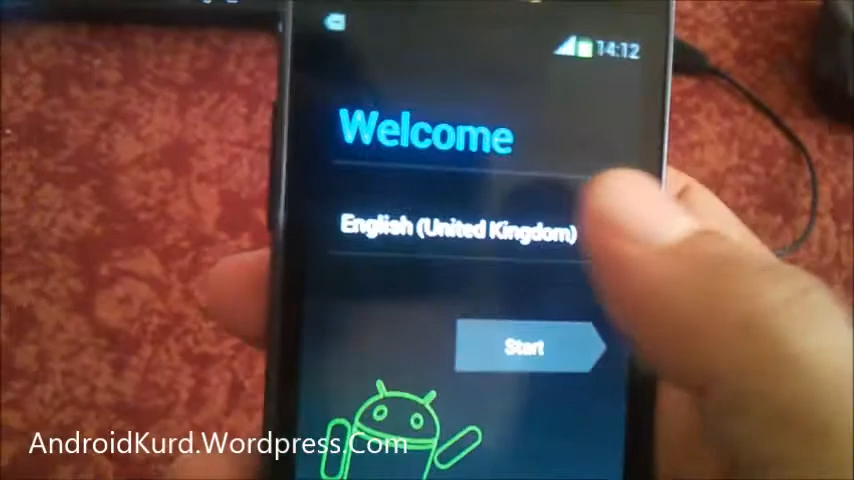 14:12
Welcome
English (United Kingdom)
Start
AndroidKurd.Wordpress.Com